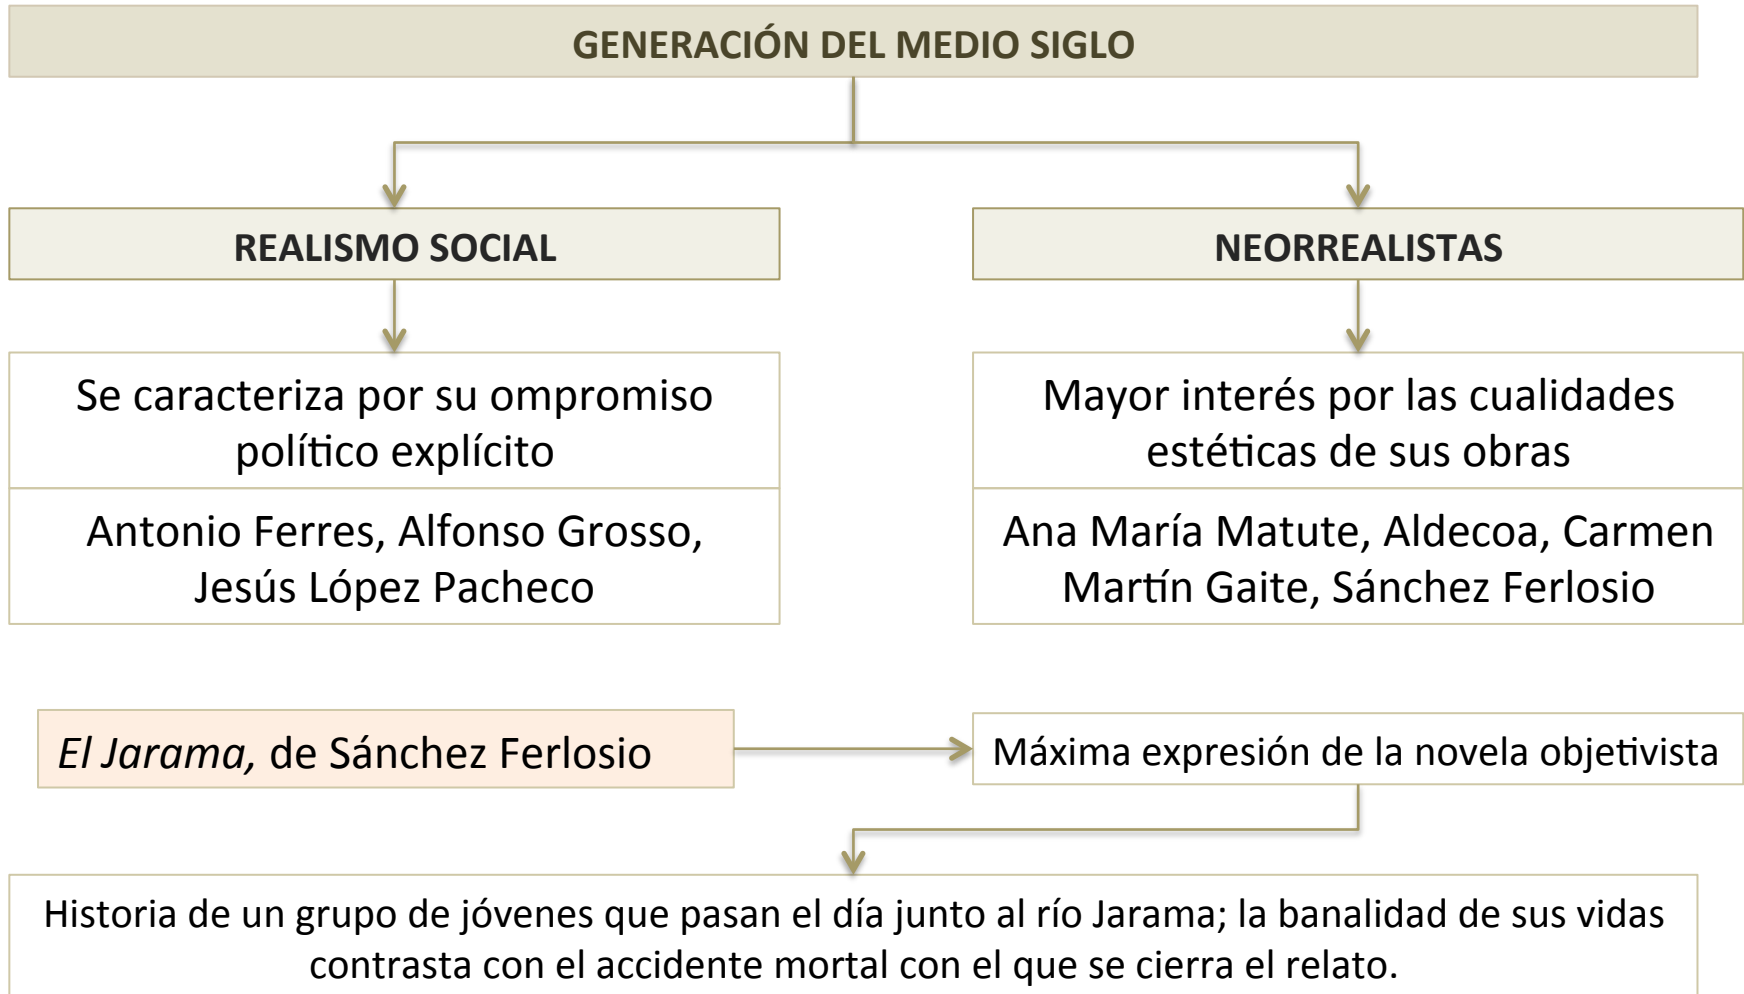 GENERACIÓN DEL MEDIO SIGLO
REALISMO SOCIAL
Se caracteriza por su ompromiso
político explícito
Antonio Ferres, Alfonso Grosso,
Jesús López Pacheco
NEORREALISTAS
Mayor interés por las cualidades
estéticas de sus obras
Ana María Matute, Aldecoa, Carmen
Martín Gaite, Sánchez Ferlosio
El Jarama, de Sánchez Ferlosio
Máxima expresión de la novela objetivista
Historia de un grupo de jóvenes que pasan el día junto al río Jarama; la banalidad de sus vidas
contrasta con el accidente mortal con el que se cierra el relato.